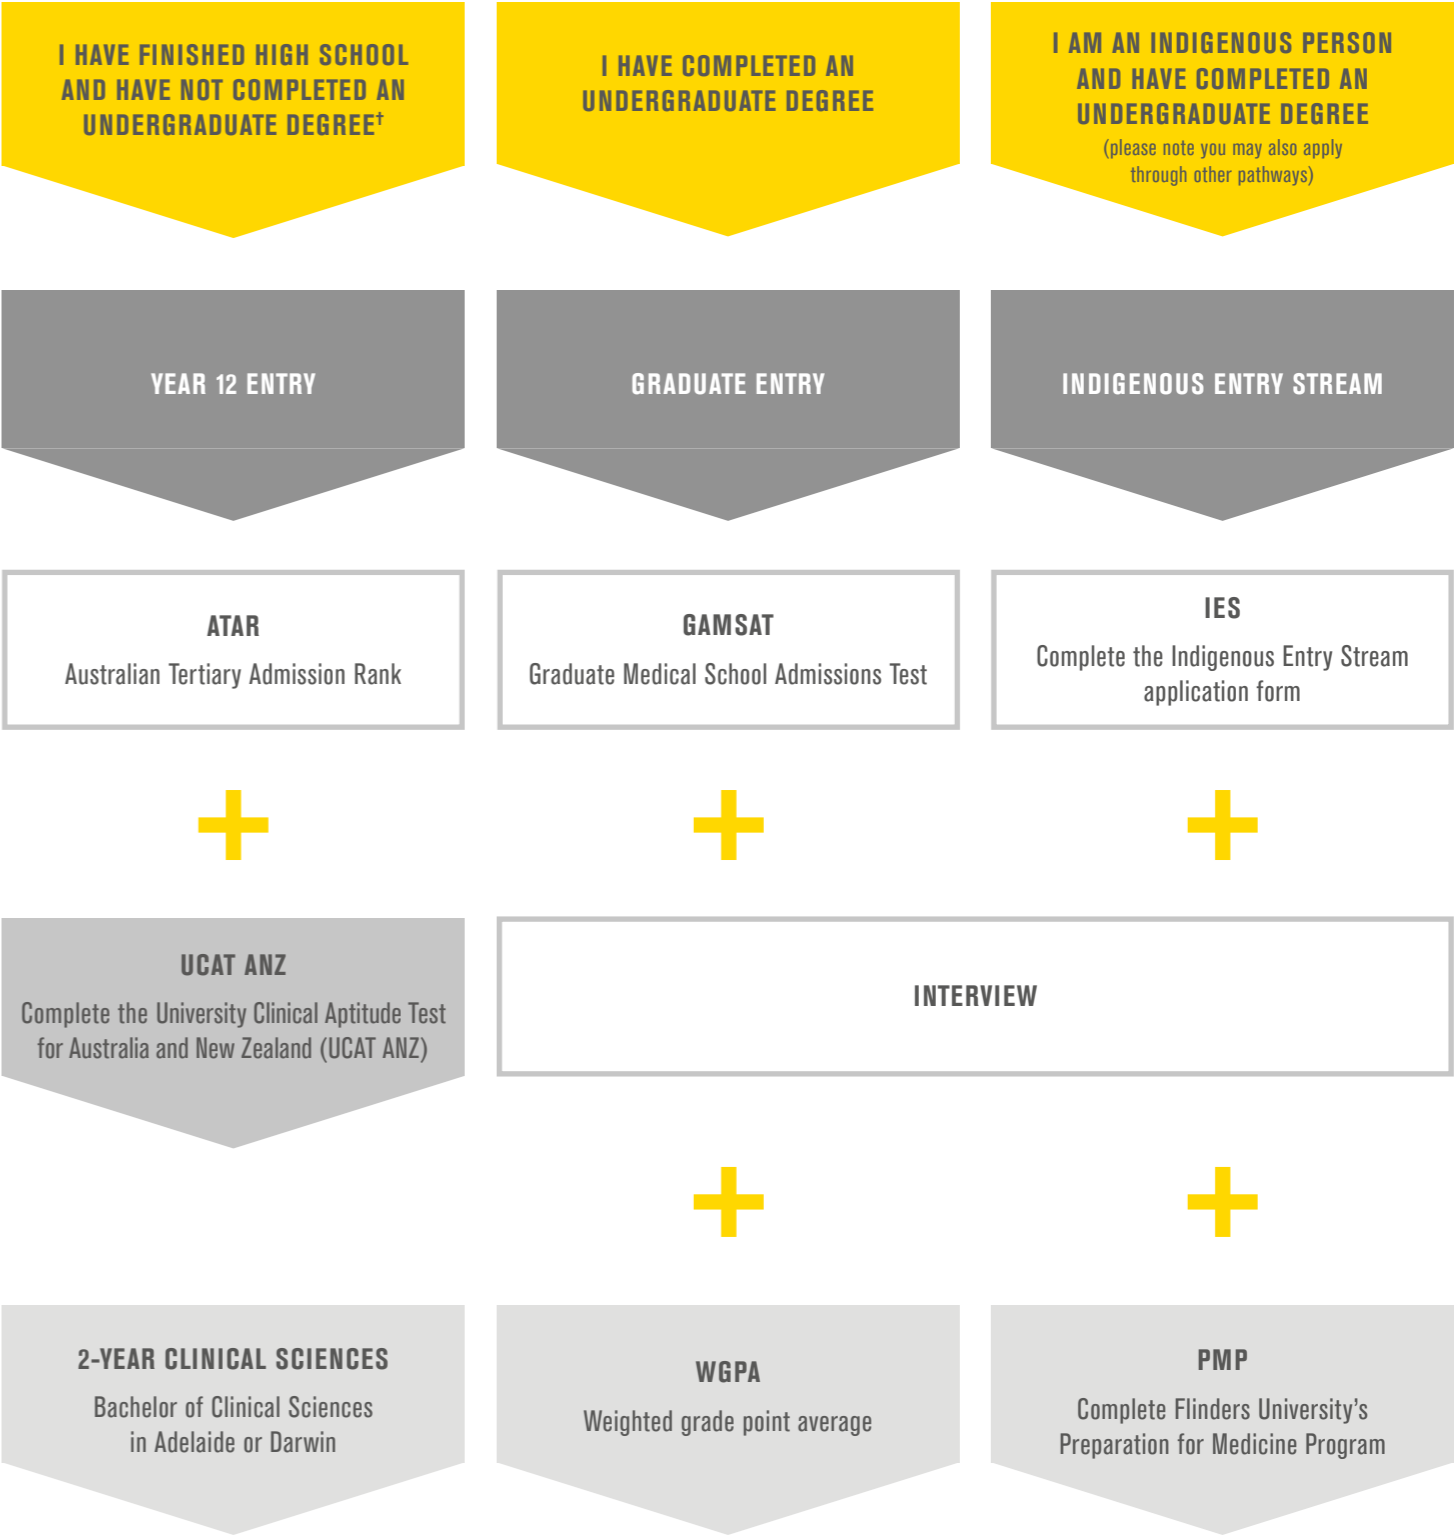 I HAVE FINISHED HIGH SCHOOL
AND HAVE NOT COMPLETED AN
UNDERGRADUATE DEGREE†
I HAVE COMPLETED AN
UNDERGRADUATE DEGREE
I AM AN INDIGENOUS PERSON
AND HAVE COMPLETED AN
UNDERGRADUATE DEGREE
(please note you may also apply
through other pathways)
YEAR 12 ENTRY
GRADUATE ENTRY
INDIGENOUS ENTRY STREAM
ATAR
Australian Tertiary Admission Rank
GAMSAT
Graduate Medical School Admissions Test
IES
Complete the Indigenous Entry Stream
application form
+
+
+
UCAT ANZ
Complete the University Clinical Aptitude Test
for Australia and New Zealand (UCAT ANZ)
INTERVIEW
+
+
2-YEAR CLINICAL SCIENCES
Bachelor of Clinical Sciences
in Adelaide or Darwin
WGPA
Weighted grade point average
PMP
Complete Flinders University’s
Preparation for Medicine Program